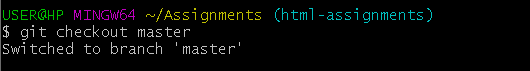 USER@HP MINGW64 ~/Assignments (html-assignments)
$ git checkout master
Switched to branch 'master'